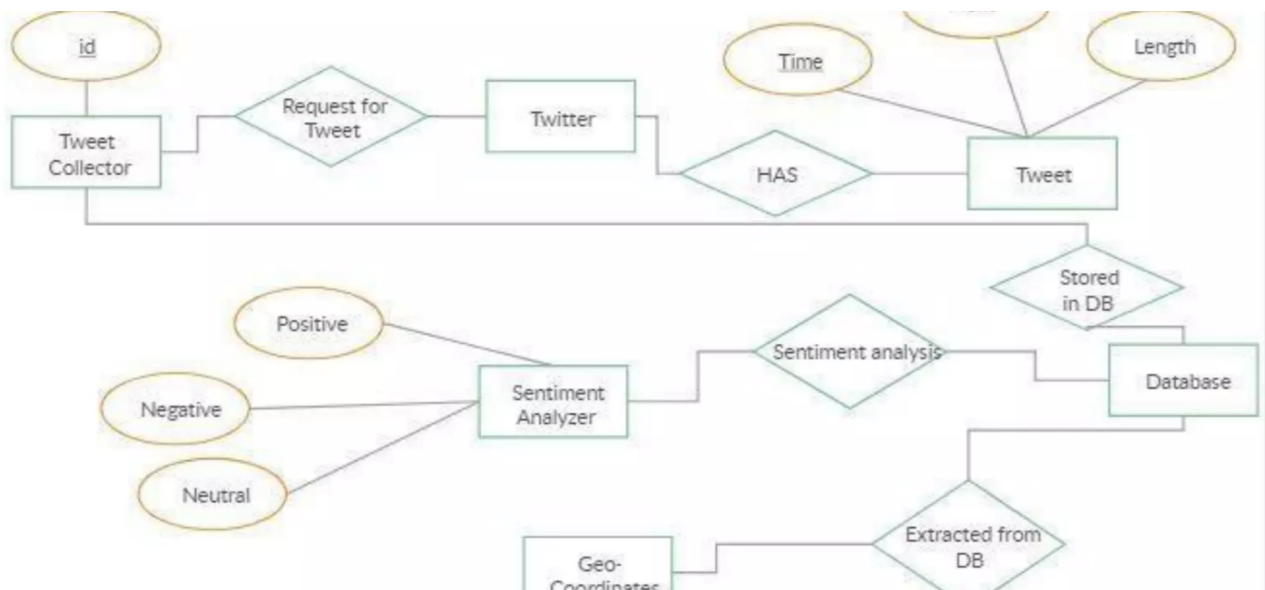 id
Time
Length
Request for
Tweet
Twitter
Tweet
Collector
HAS
Tweet
Stored
in DB
Positive
Sentiment analysis
Database
Sentiment
Analyzer
Negative
Neutral
Extracted from
DB
Geo-
Coordinates